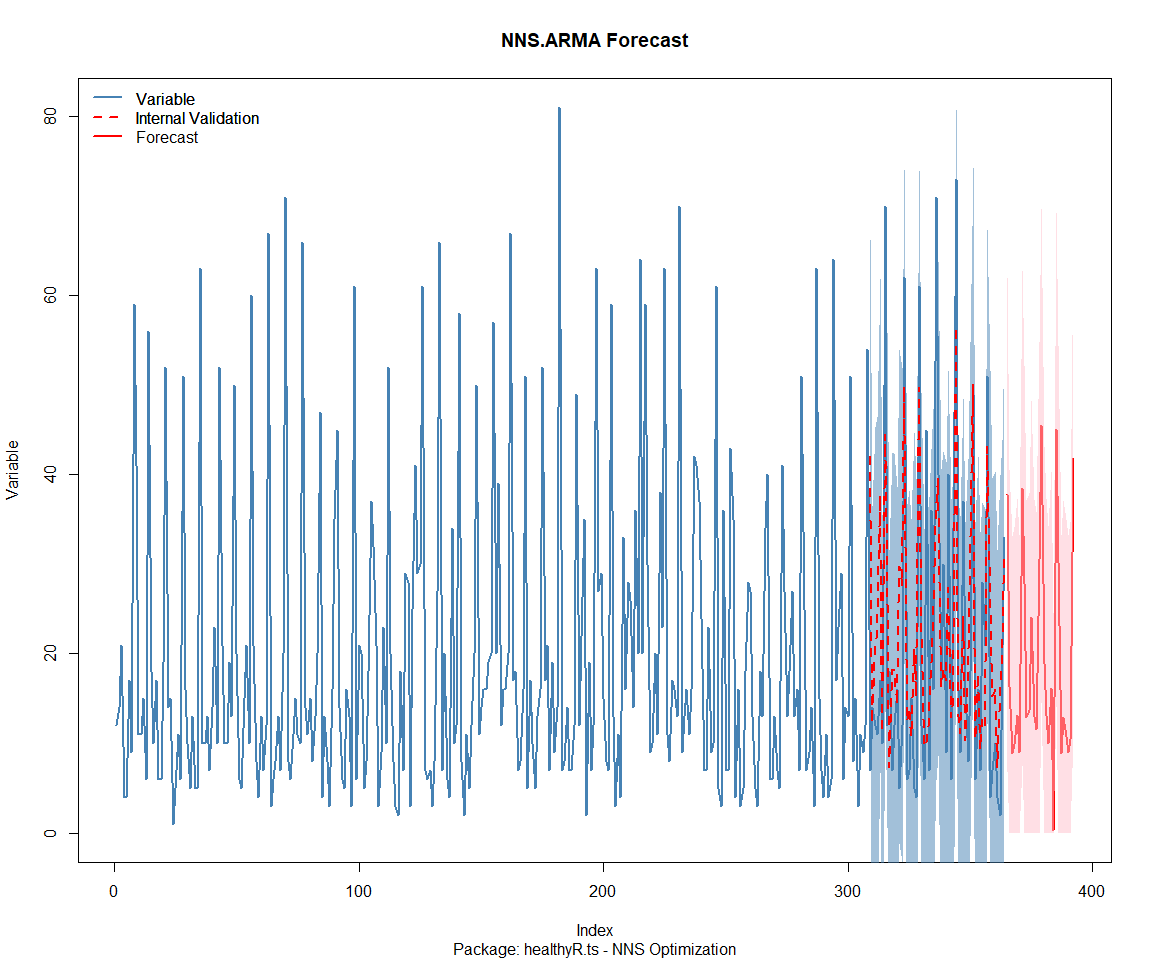 NNS.ARMA Forecast
Variable
Internal Validation
Forecast
80
60
40
20
0
Variable
0
100
200
300
400
Index
Package: healthyR.ts - NNS Optimization